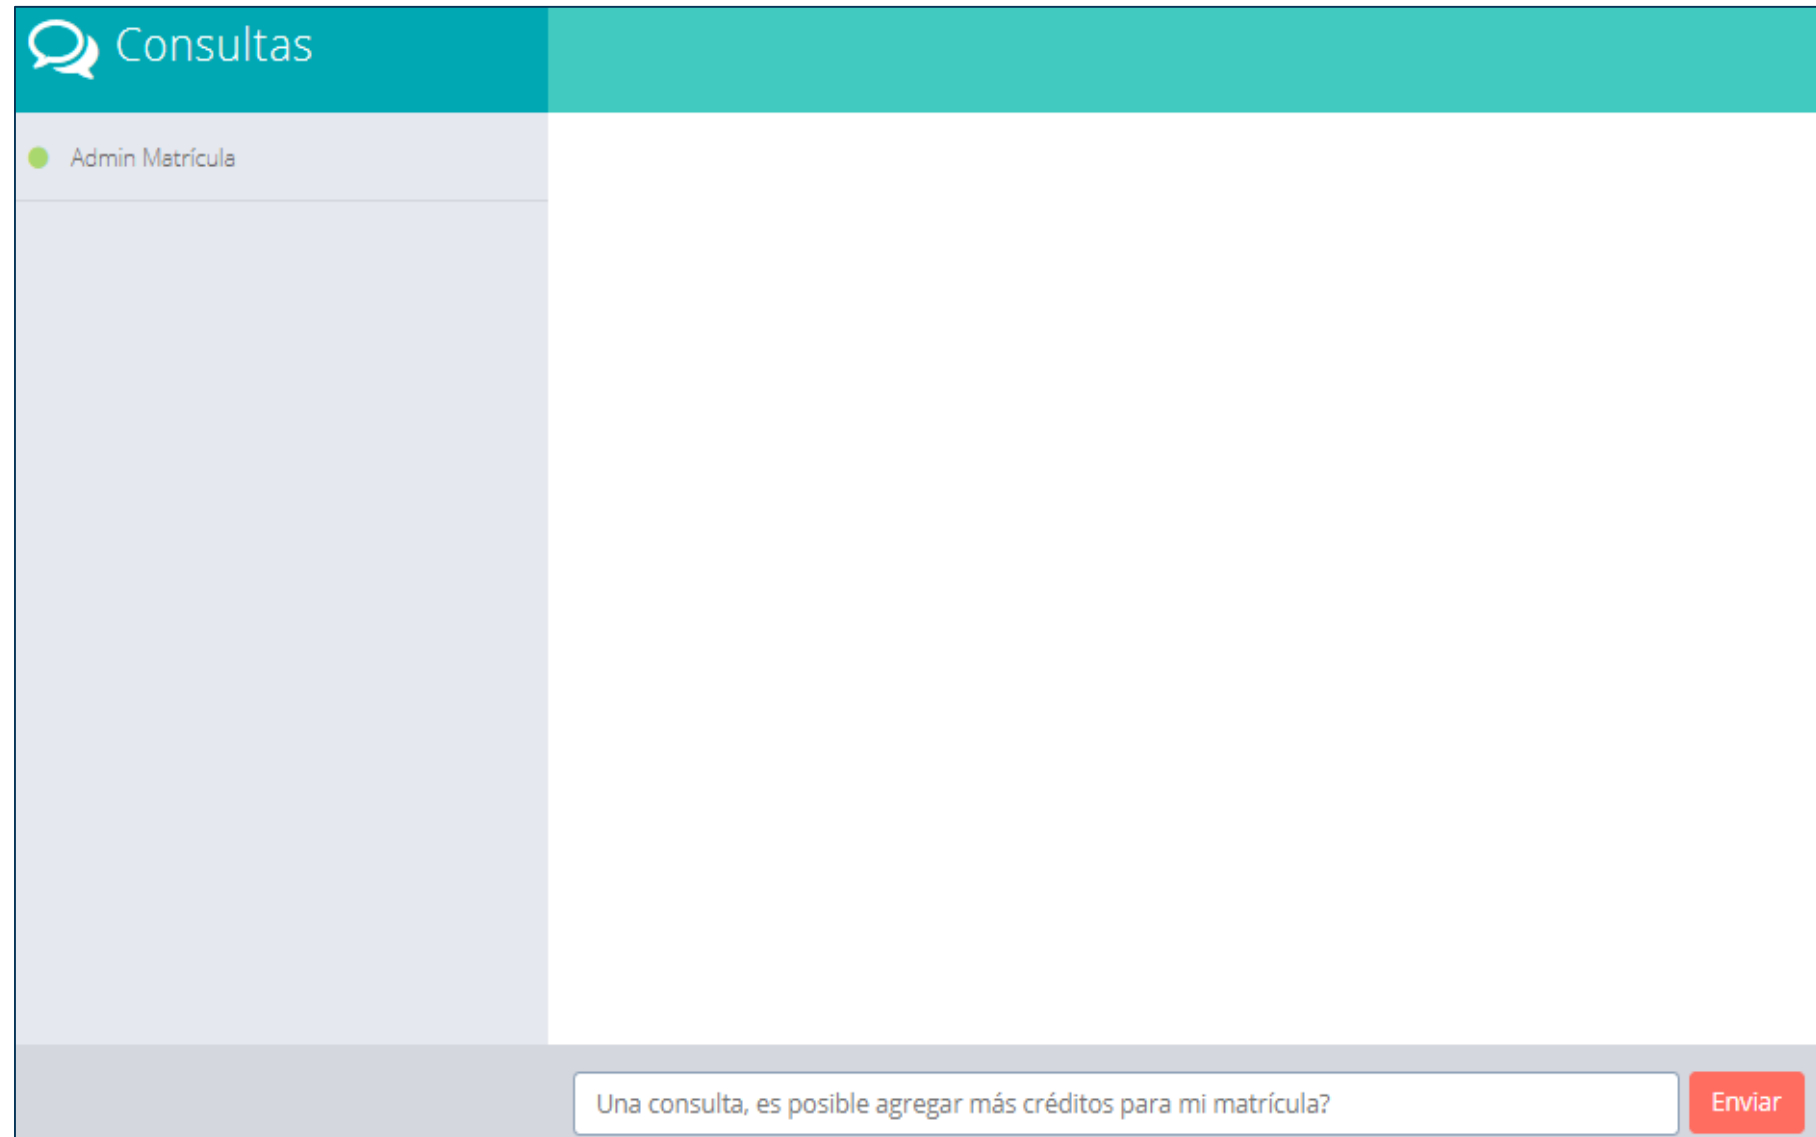 Consultas
Admin Matrícula
Una consulta, es posible agregar más créditos para mi matrícula?
Enviar